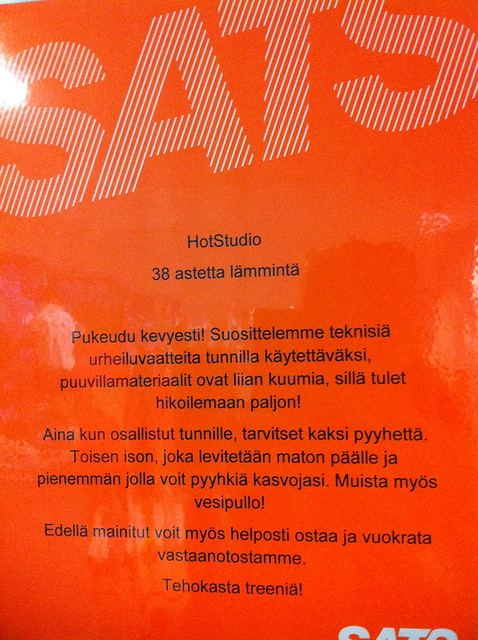 SATS
HotStudio
38 astetta lämmintä
Pukeudu kevyesti! Suosittelemme teknisiä
urheiluvaatteita tunnilla käytettäväksi,
puuvillamateriaalit ovat liian kuumia, sillä tulet
hikoilemaan paljon!
Aina kun osallistut tunnille, tarvitset kaksi pyyhettä.
Toisen ison, joka levitetään maton päälle ja
pienemmän jolla voit pyyhkiä kasvojasi. Muista myös
vesipullo!
Edellä mainitut voit myös helposti ostaa ja vuokrata
vastaanotostamme.
Tehokasta treeniä!
SATS